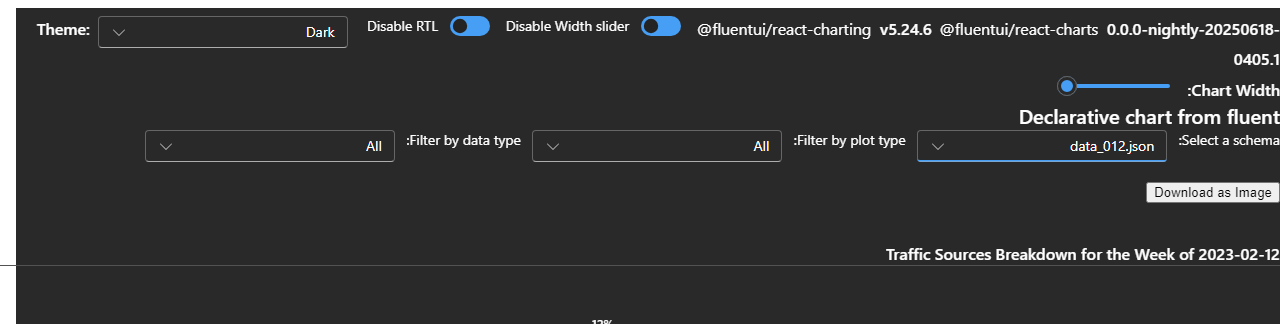 Theme: Dark Disable RTL Disable Width slider @fluentui/react-charting v5.24.6 @fluentui/react-charts 0.0.0-nightly-20250618-
0405.1
:Chart Width
Declarative chart from fluent
:Select a schema data_012.json :Filter by plot type All :Filter by data type All
Download as Image
Traffic Sources Breakdown for the Week of 2023-02-12
12%